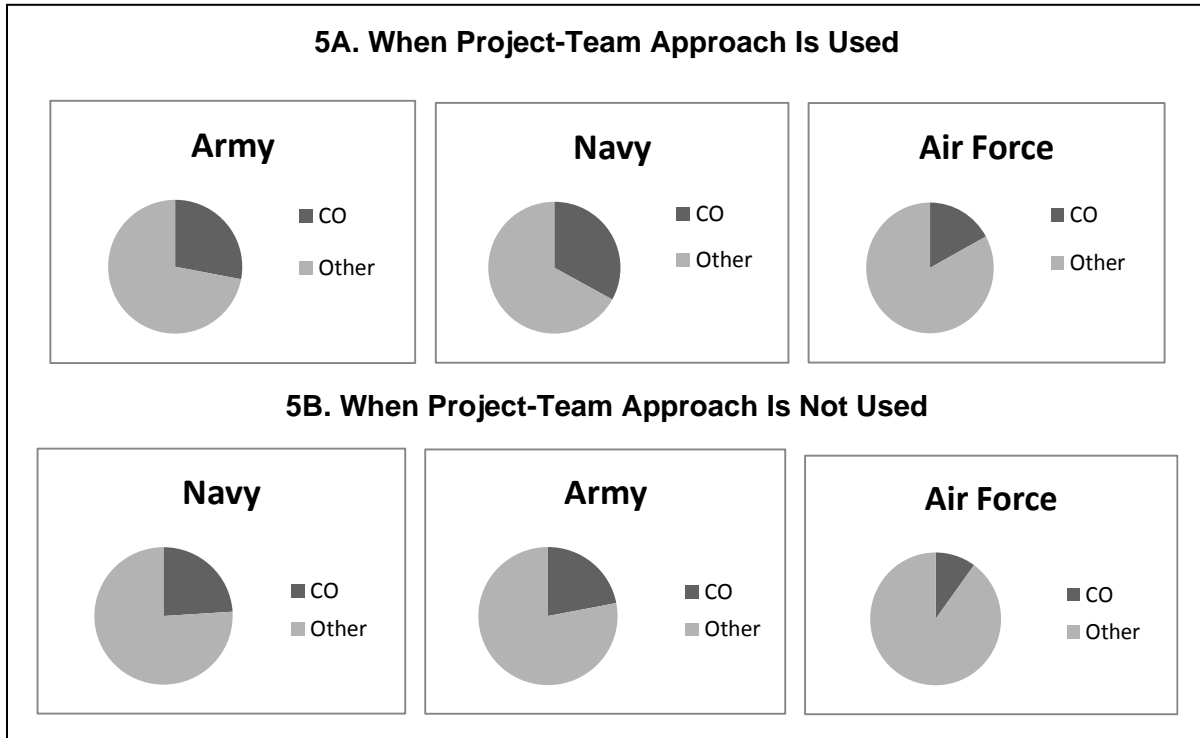 5A. When Project-Team Approach Is Used
Army
CO
Other
Navy
CO
Other
Air Force
CO
Other
5B. When Project-Team Approach Is Not Used
Navy
CO
Other
Army
CO
Other
Air Force
CO
Other